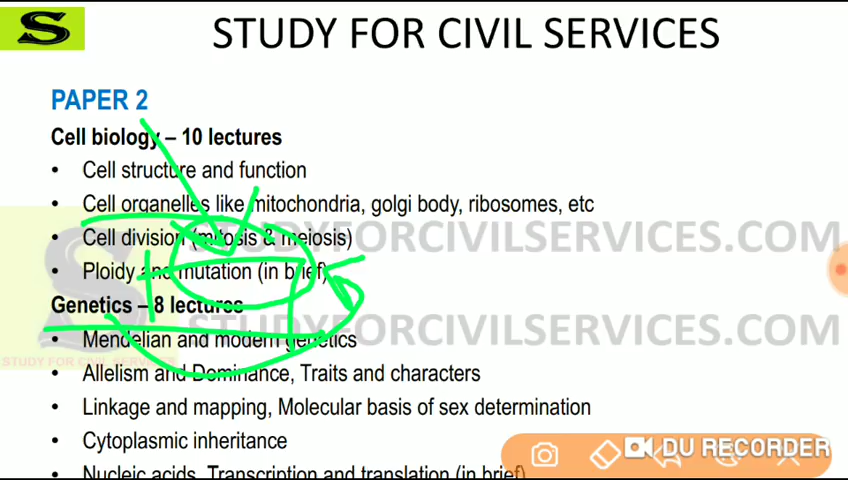 S
STUDY FOR CIVIL SERVICES
PAPER 2
Cell biology – 10 lectures
• Cell structure and function
• Cell organelles like mitochondria, golgi body, ribosomes, etc
• Cell division (mitosis & meiosis)
• Ploidy and mutation (in brief)
Genetics – 8 lectures
• Mendelian and modern genetics
• Allelism and Dominance, Traits and characters
• Linkage and mapping, Molecular basis of sex determination
• Cytoplasmic inheritance
• Nucleic acids, Transcription and translation (in brief)
STUDYFORCIVILSERVICES.COM
STUDYFORCIVILSERVICES.COM
S
STUDY FOR CIVIL SERVICES
DU RECORDER